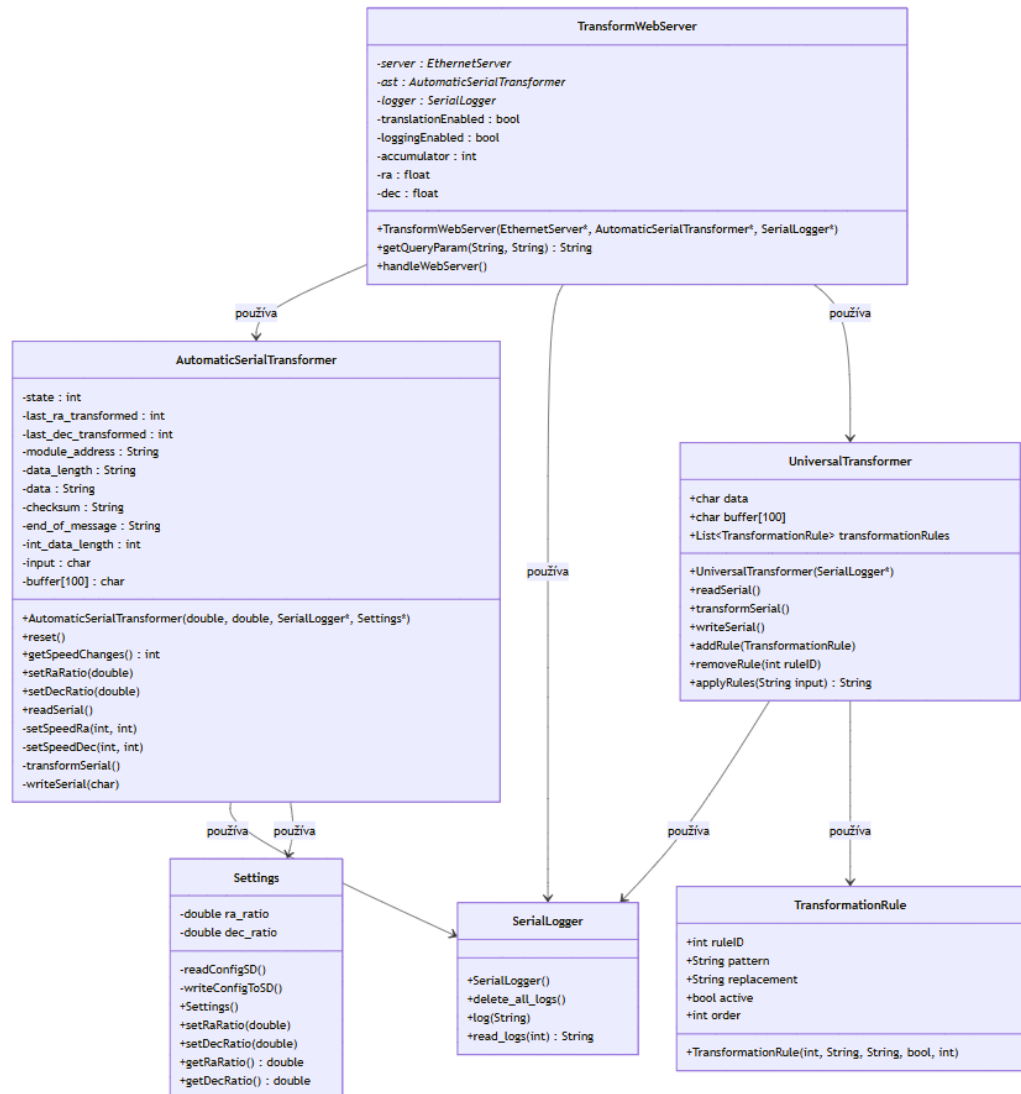 TransformWebServer
-server : EthernetServer
-ast : AutomaticSerialTransformer
-logger : SerialLogger
-translationEnabled : bool
-loggingEnabled : bool
-accumulator : int
-ra : float
-dec : float
+TransformWebServer(EthernetServer*, AutomaticSerialTransformer*, SerialLogger*)
+getQueryParam(String, String) : String
+handleWebServer()
používa
používa
používa
AutomaticSerialTransformer
-state : int
-last_ra_transformed : int
-last_dec_transformed : int
-module_address : String
-data_length : String
-data : String
-checksum : String
-end_of_message : String
-int_data_length : int
-input : char
-buffer[100] : char
+AutomaticSerialTransformer(double, double, SerialLogger*, Settings*)
+reset()
+getSpeedChanges() : int
+setRaRatio(double)
+setDecRatio(double)
+readSerial()
-setSpeedRa(int, int)
-setSpeedDec(int, int)
-transformSerial()
-writeSerial(char)
UniversalTransformer
+char data
+char buffer[100]
+List<TransformationRule> transformationRules
+UniversalTransformer(SerialLogger*)
+readSerial()
+transformSerial()
+writeSerial()
+addRule(TransformationRule)
+removeRule(int ruleID)
+applyRules(String input) : String
používa
používa
používa
používa
Settings
-double ra_ratio
-double dec_ratio
-readConfigSD()
-writeConfigToSD()
+Settings()
+setRaRatio(double)
+setDecRatio(double)
+getRaRatio() : double
+getDecRatio() : double
SerialLogger
+SerialLogger()
+delete_all_logs()
+log(String)
+read_logs(int) : String
TransformationRule
+int ruleID
+String pattern
+String replacement
+bool active
+int order
+TransformationRule(int, String, String, bool, int)